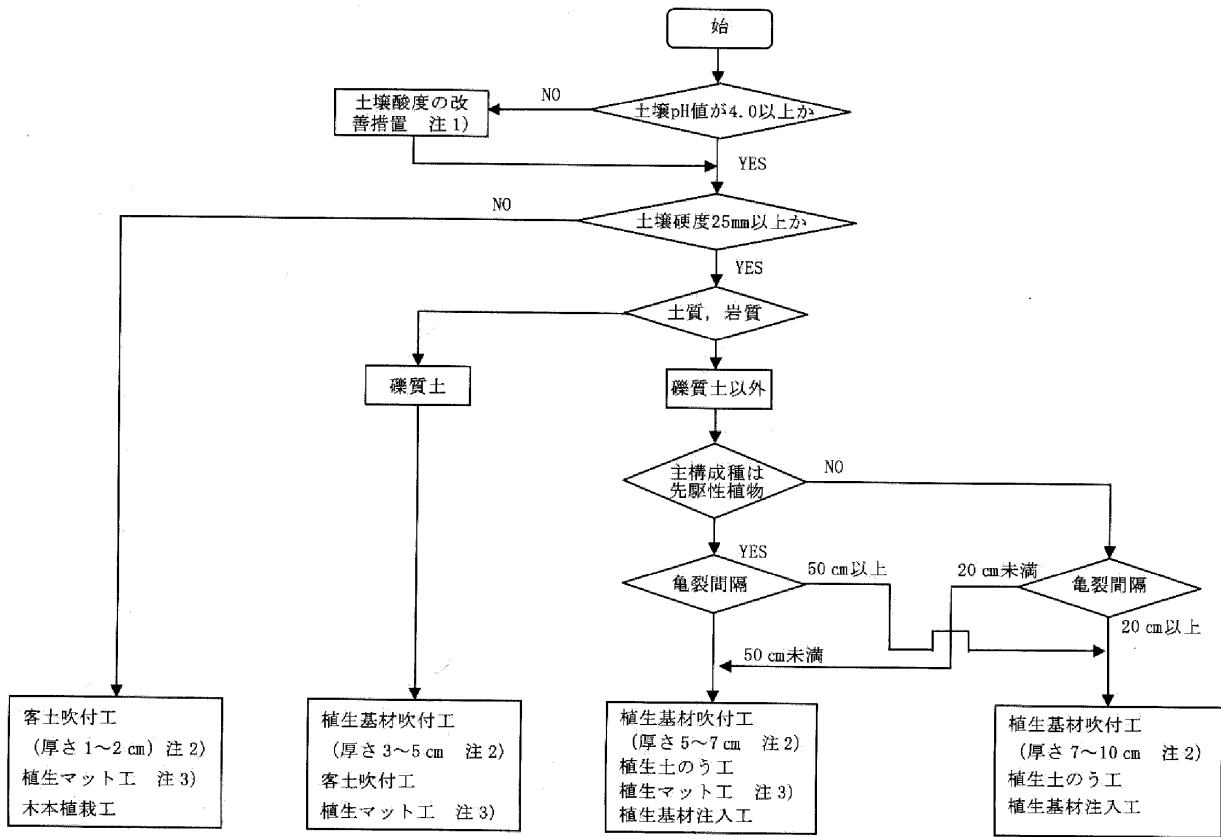 始
土壌pH値が4.0以上か
NO
土壌酸度の改
善措置 注1)
YES
土壌硬度25mm以上か
NO
YES
土質，岩質
礫質土
礫質土以外
主構成種は
先駆性植物
NO
YES
亀裂間隔
50㎝以上
20㎝未満
亀裂間隔
20㎝以上
50㎝未満
客土吹付工
(厚さ1～2㎝) 注2)
植生マット工 注3)
木本植栽工
植生基材吹付工
(厚さ3～5㎝ 注2)
客土吹付工
植生マット工 注3)
植生基材吹付工
(厚さ5～7㎝ 注2)
植生土のう工
植生マット工 注3)
植生基材注入工
植生基材吹付工
(厚さ7～10㎝ 注2)
植生土のう工
植生基材注入工